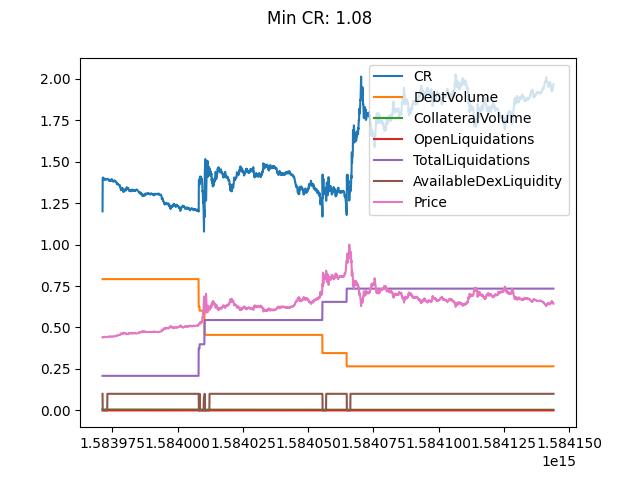 Min CR: 1.08
2.00
1.75
1.50
1.25
1.00
0.75
0.50
0.25
0.00
CR
DebtVolume
CollateralVolume
OpenLiquidations
TotalLiquidations
AvailableDexLiquidity
Price
1.583975 1.584000 1.584025 1.584050 1.584075 1.584100 1.584125 1.584150
1e15